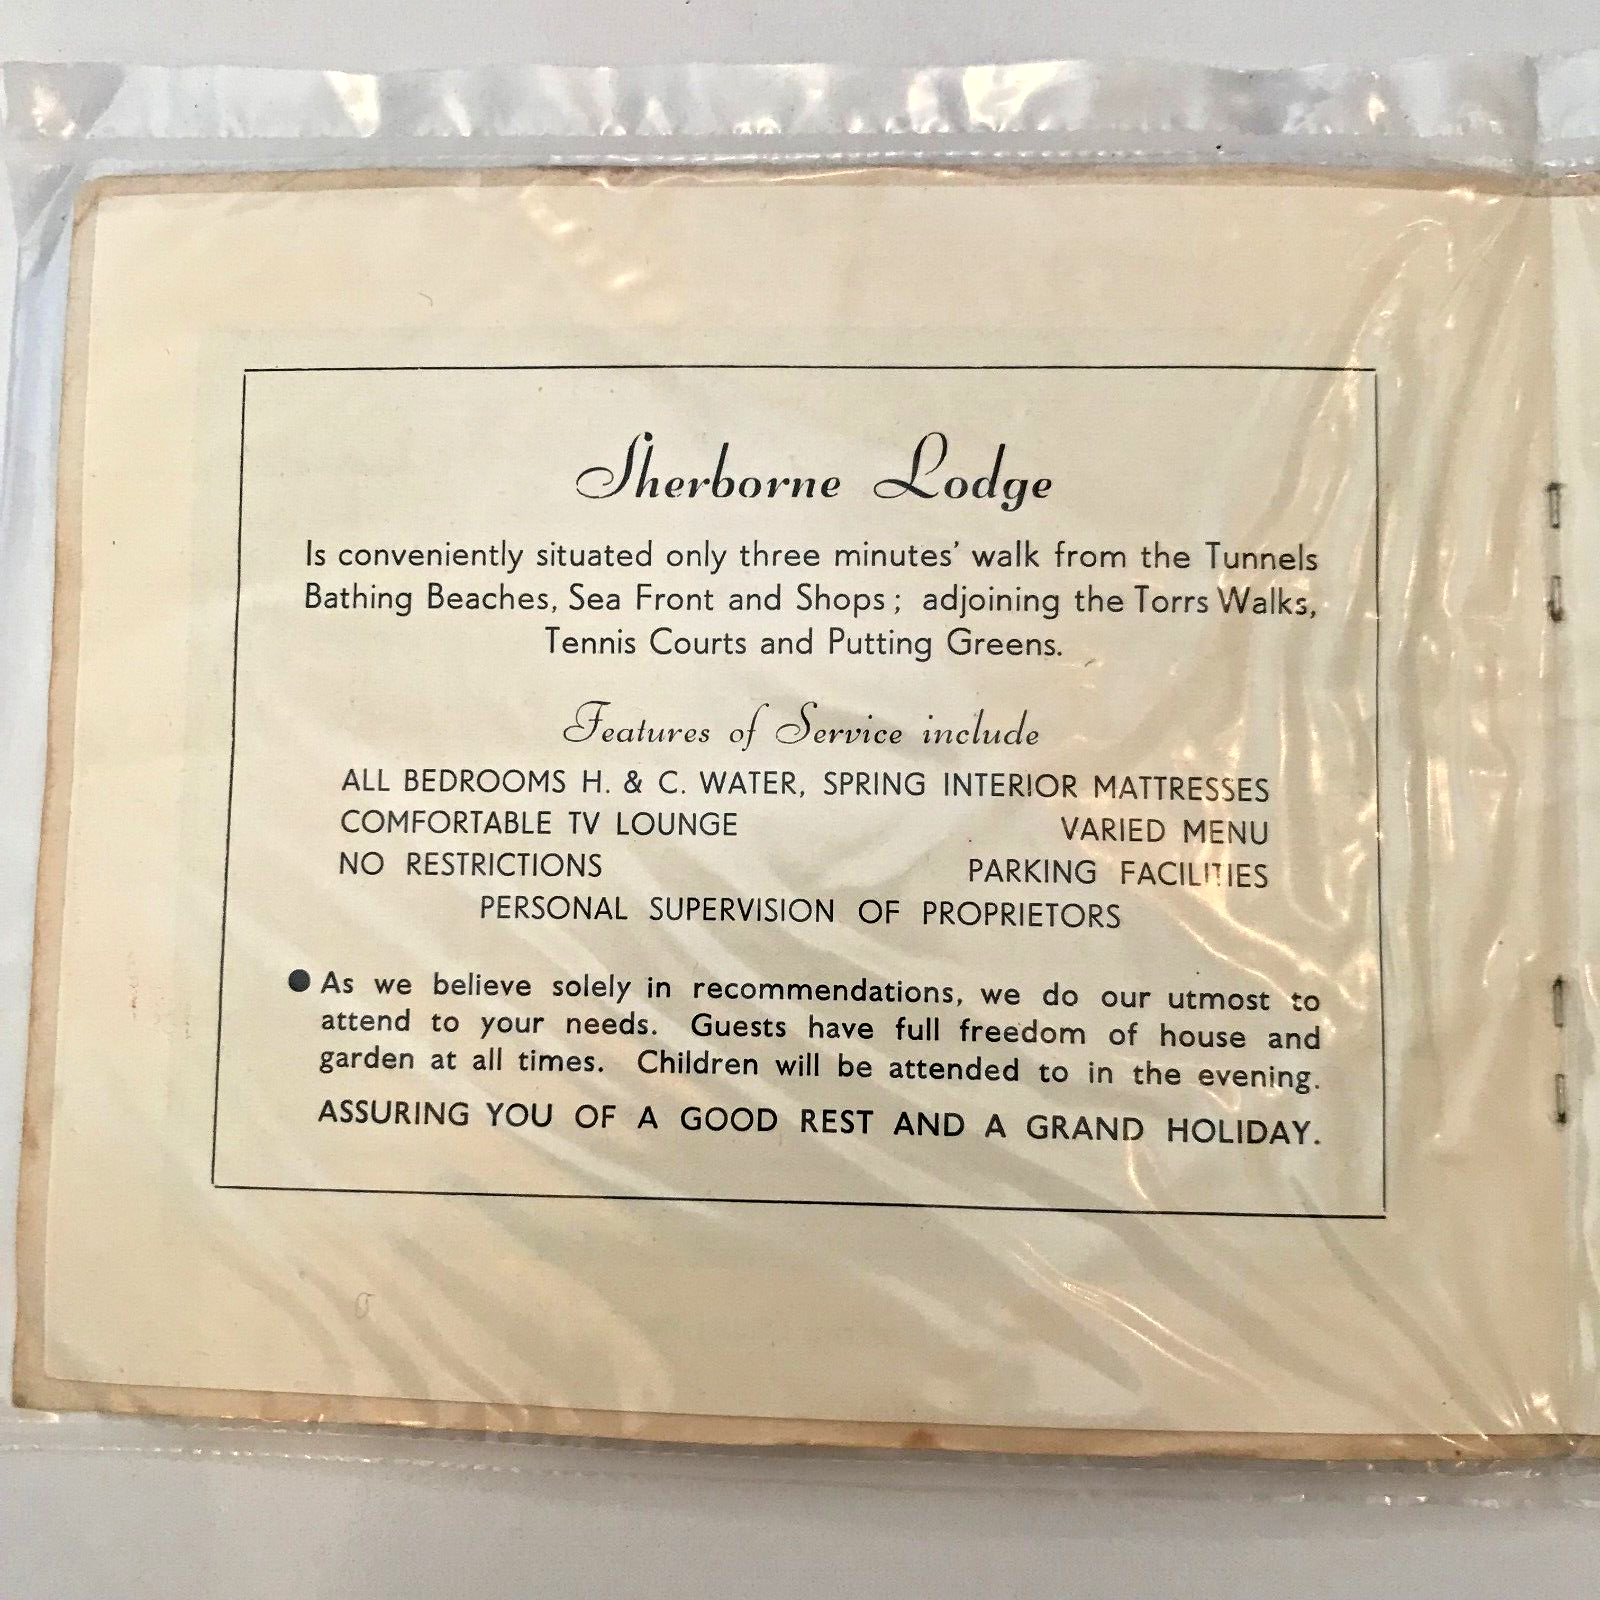 Sherborne Lodge
Is conveniently situated only three minutes' walk from the Tunnels
Bathing Beaches, Sea Front and Shops; adjoining the Torrs Walks,
Tennis Courts and Putting Greens.
Features of Service include
ALL BEDROOMS H. & C. WATER, SPRING INTERIOR MATTRESSES
COMFORTABLE TV LOUNGE VARIED MENU
NO RESTRICTIONS PARKING FACILITIES
PERSONAL SUPERVISION OF PROPRIETORS
● As we believe solely in recommendations, we do our utmost to
attend to your needs. Guests have full freedom of house and
garden at all times. Children will be attended to in the evening.
ASSURING YOU OF A GOOD REST AND A GRAND HOLIDAY.